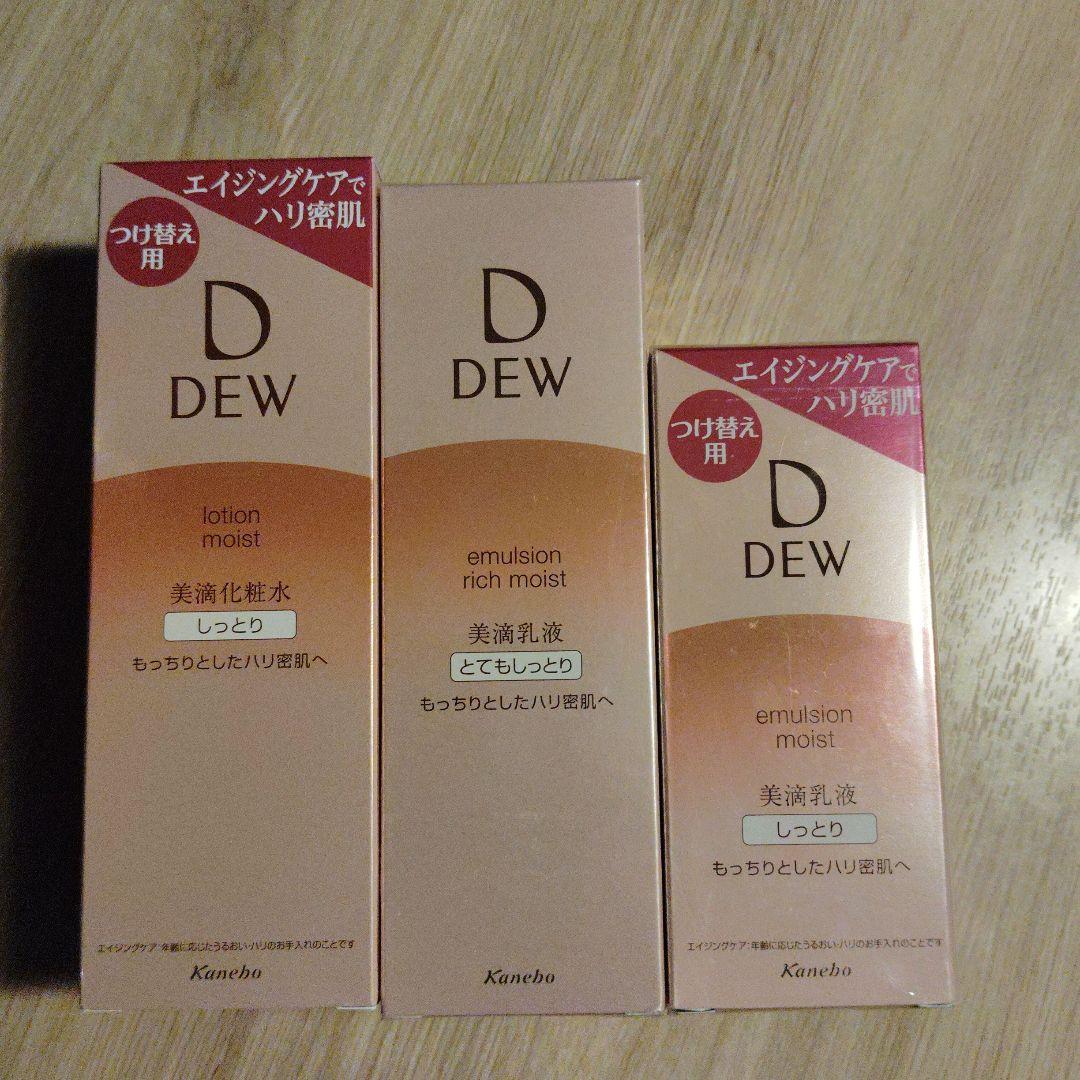 エイジングケアで
ハリ密肌
つけ替え
用
D
DEW
lotion
moist
美滴化粧水
しっとり
もっちりとしたハリ密肌へ
エイジングケア:年齢に応じたうるおい・ハリのお手入れのことです
Kanebo
D
DEW
emulsion
rich moist
美滴乳液
とてもしっとり
もっちりとしたハリ密肌へ
Kanebo
エイジングケアで
ハリ密肌
つけ替え
用
D
DEW
emulsion
moist
美滴乳液
しっとり
もっちりとしたハリ密肌へ
エイジングケア:年齢に応じたうるおい・ハリのお手入れのことです
Kanebo